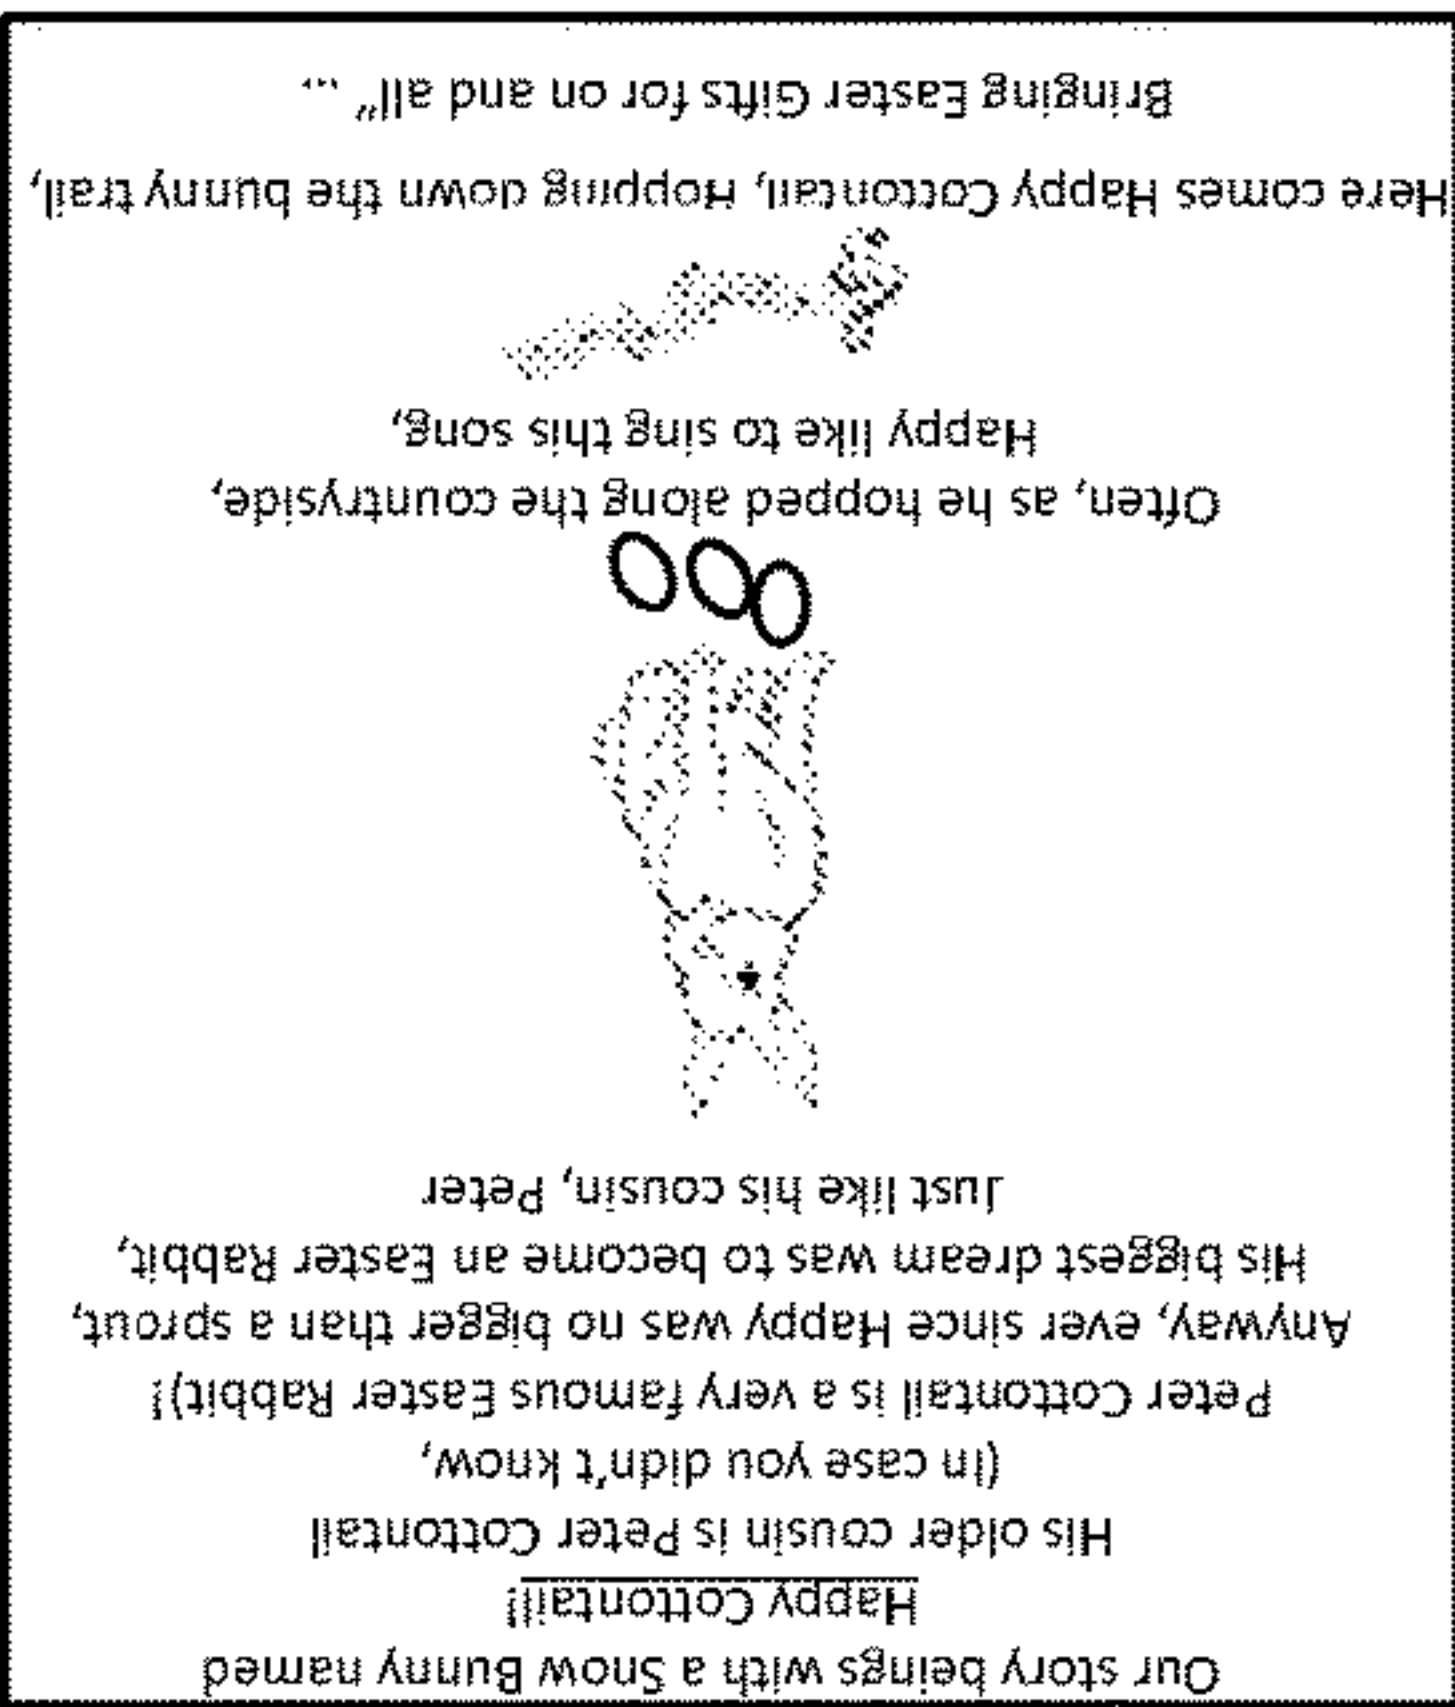 Our story beings with a Snow Bunny named
Happy Cottontail!
His older cousin is Peter Cottontail
(In case you didn't know,
Peter Cottontail is a very famous Easter Rabbit)!
Anyway, ever since Happy was no bigger than a sprout,
His biggest dream was to become an Easter Rabbit,
Just like his cousin, Peter
Often, as he hopped along the countryside,
Happy like to sing this song,
Here comes Happy Cottontail, Hopping down the bunny trail,
Bringing Easter Gifts for on and all" ...